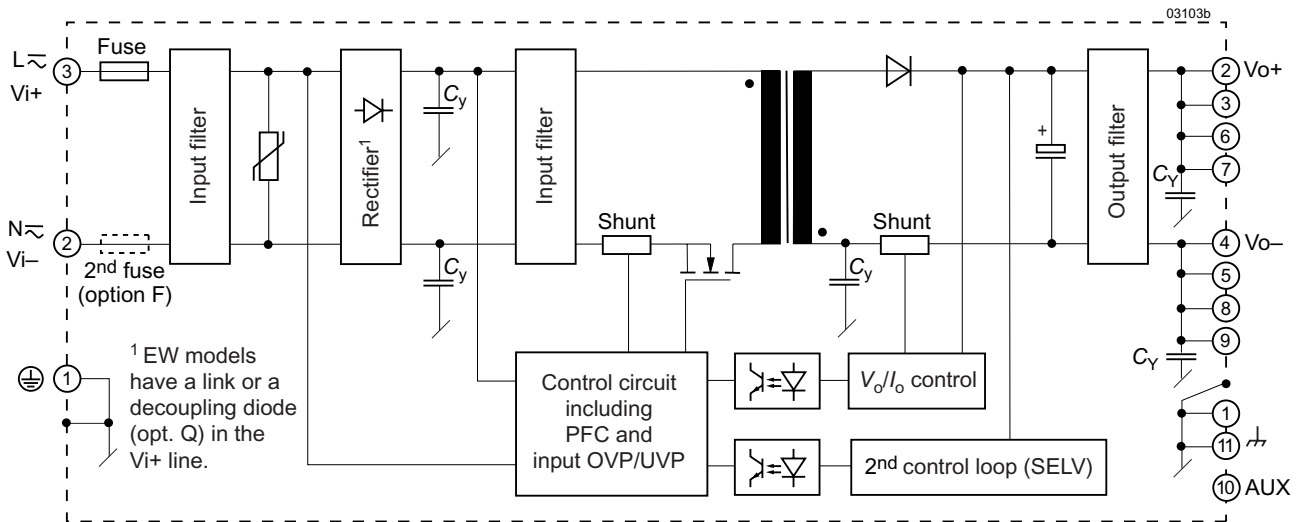 03103b
L
3
Vi+
Fuse
Input filter
Rectifier¹
Cy
Input filter
+
Output filter
2 Vo+
3
6
7
CY
N
2
Vi–
2nd fuse
(option F)
Cy
Shunt
Cy
Shunt
4 Vo–
5
8
9
CY
1
¹ EW models
have a link or a
decoupling diode
(opt. Q) in the
Vi+ line.
Control circuit
including
PFC and
input OVP/UVP
Vo/Io control
2nd control loop (SELV)
1
11
10 AUX